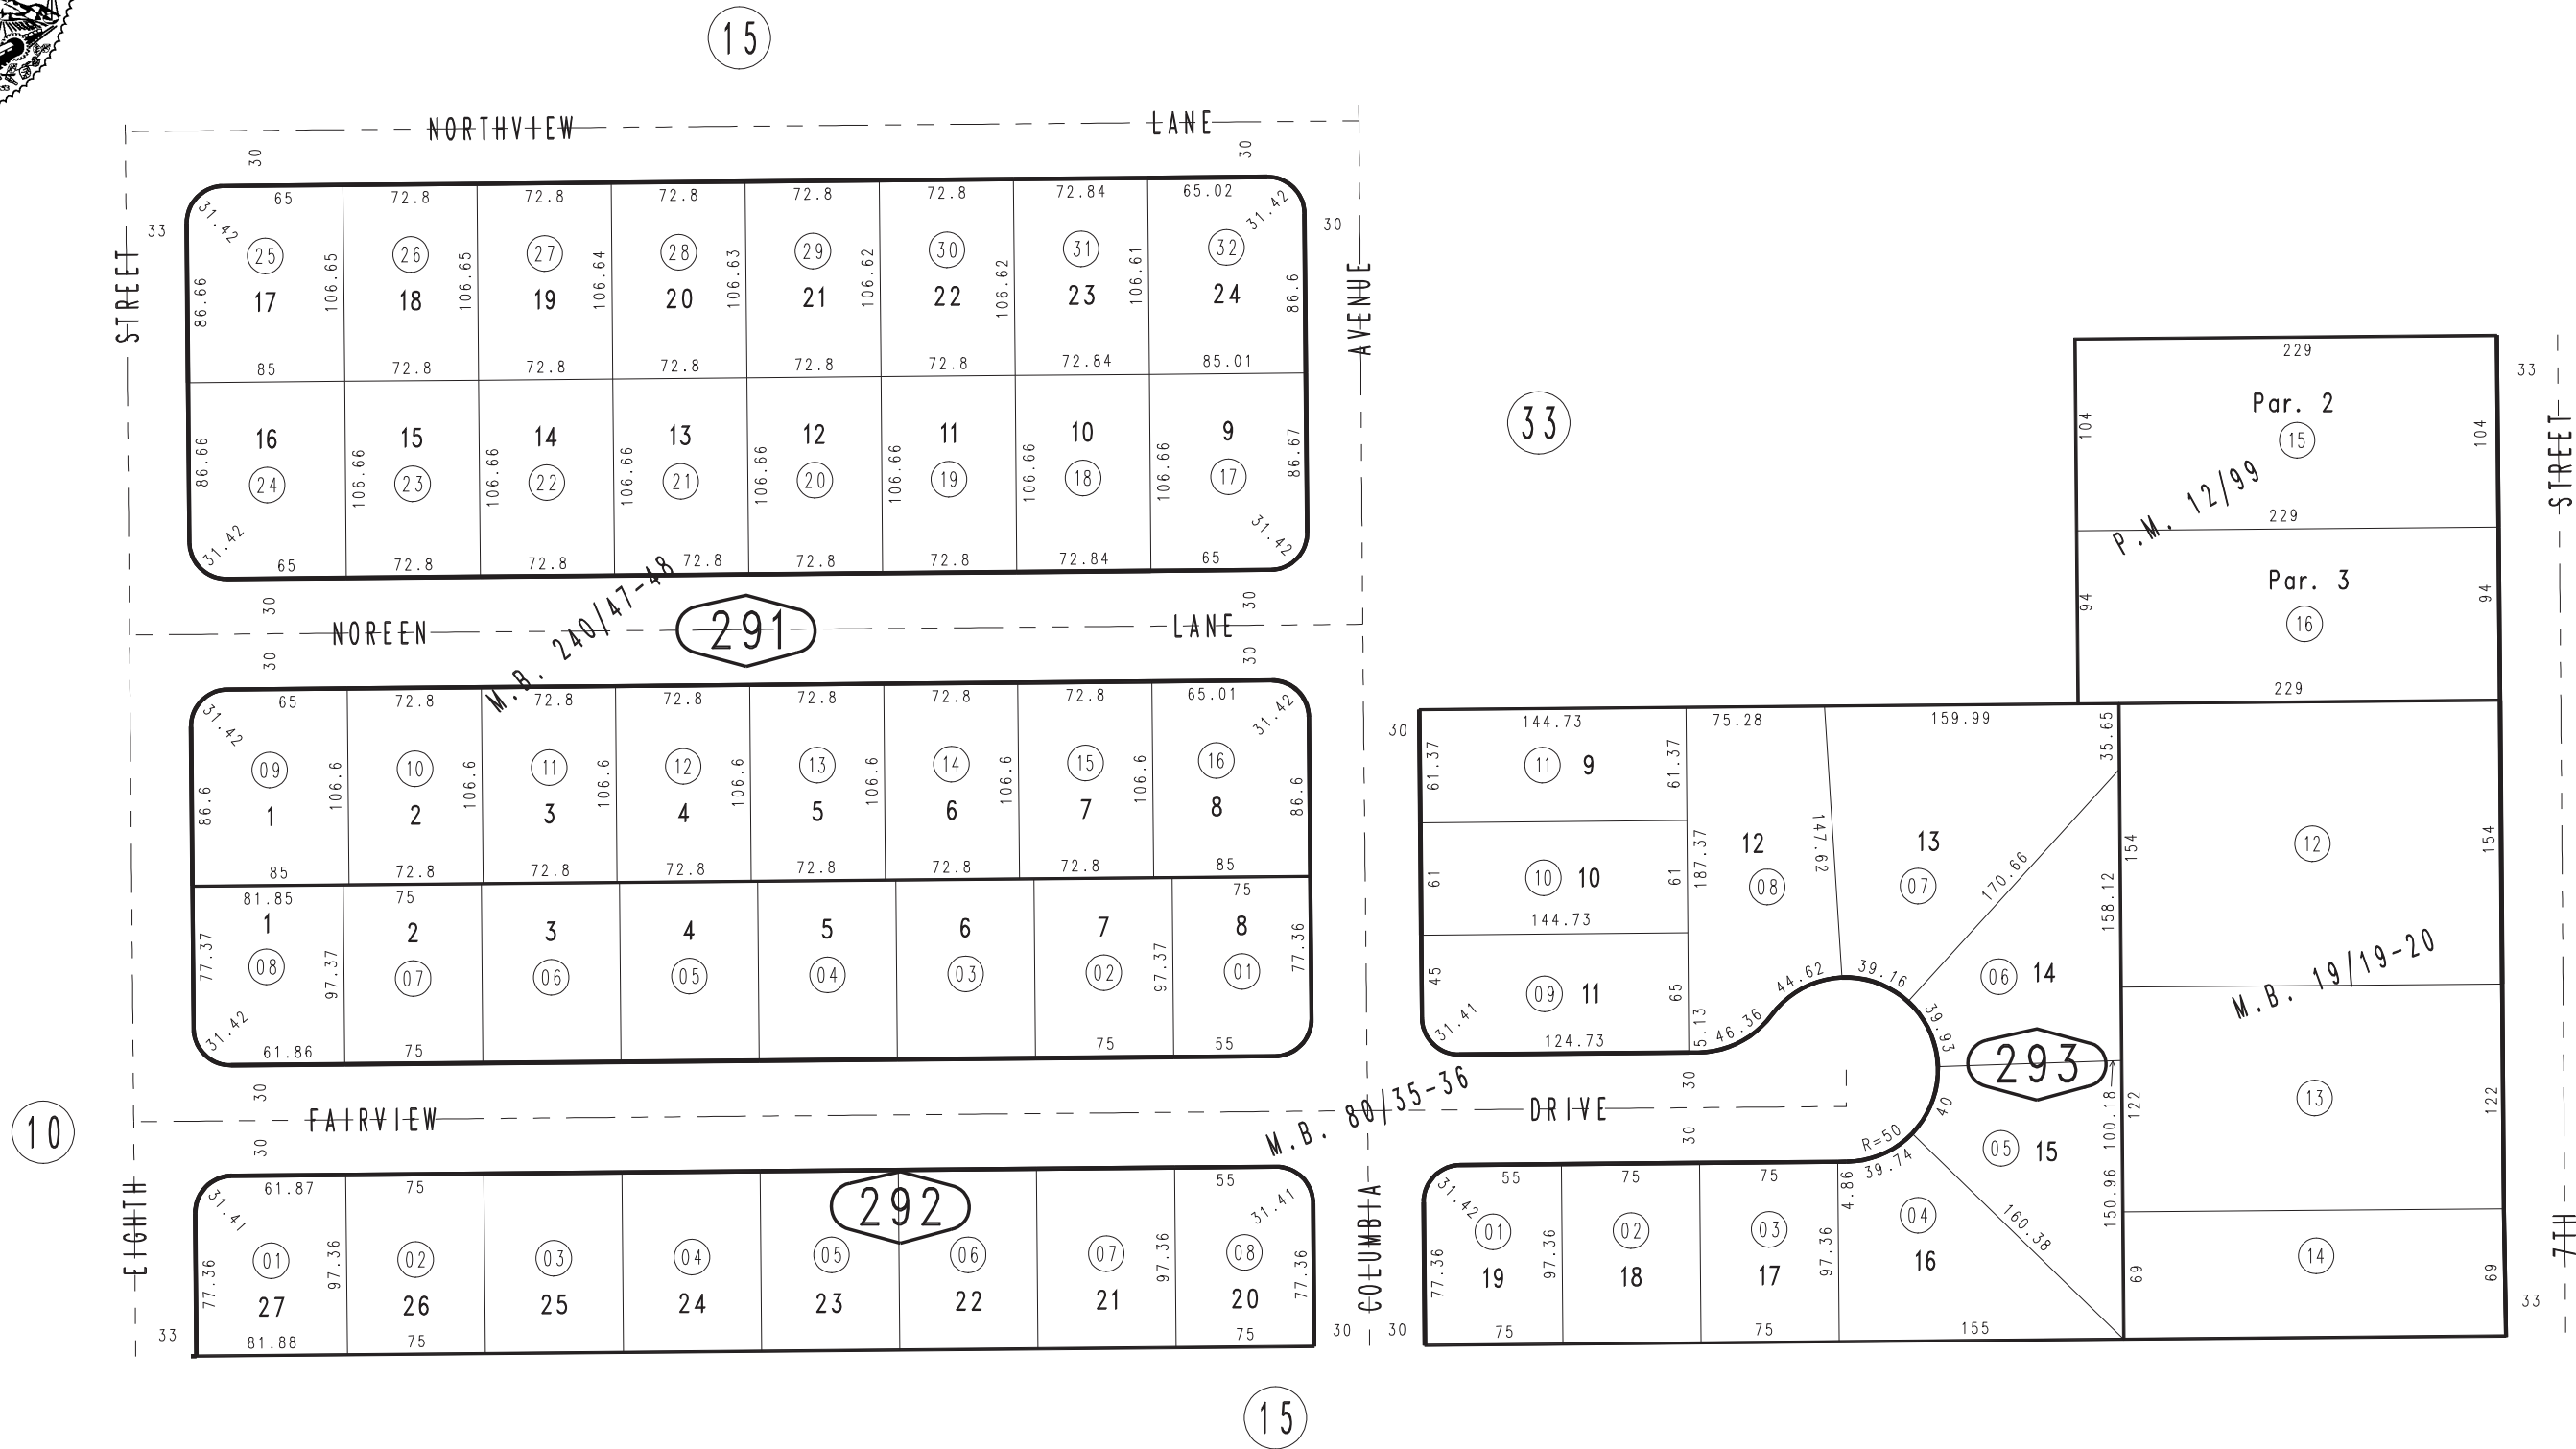 15
NORTHVIEW LANE
30 30
65 72.8 72.8 72.8 72.8 72.8 72.84 65.02
31.42 31.42
33 30
25 26 27 28 29 30 31 32
86.66 106.65 106.65 106.64 106.63 106.62 106.62 106.61 86.6
17 18 19 20 21 22 23 24
85 72.8 72.8 72.8 72.8 72.8 72.84 85.01
STREET
AVENUE
16 15 14 13 12 11 10 9
86.66 106.66 106.66 106.66 106.66 106.66 106.66 106.66 86.67
24 23 22 21 20 19 18 17
31.42 31.42
65 72.8 72.8 72.8 72.8 72.8 72.84 65
30 30
NOREEN LANE
291
M.B. 240/47-48
30 30
65 72.8 72.8 72.8 72.8 72.8 72.8 65.01
31.42 31.42
09 10 11 12 13 14 15 16
86.6 106.6 106.6 106.6 106.6 106.6 106.6 106.6 86.6
1 2 3 4 5 6 7 8
85 72.8 72.8 72.8 72.8 72.8 72.8 85
81.85 75 75
1 2 3 4 5 6 7 8
77.37 97.37 97.37 77.36
08 07 06 05 04 03 02 01
31.42
61.86 75 75 55
30
10
FAIRVIEW DRIVE
M.B. 80/35-36
30
61.87 75 55
31.41 31.41
292
01 02 03 04 05 06 07 08
77.36 97.36 97.36 77.36
27 26 25 24 23 22 21 20
81.88 75 75
EIGHTH
COLUMBIA
33 30 30
15
33
229
33
Par. 2
104 104
15
P.M. 12/99
229
Par. 3
94 94
16
229
STREET
30
144.73 75.28 159.99
35.65
61.37 11 9 61.37
61 10 10 61
144.73
187.37 12 08
147.62
13 07
170.66
158.12
45 09 11 65
31.41
124.73
5.13 46.36 44.62 39.16 39.93
06 14
293
30
30
40
R=50
39.74
4.86
05 15
100.18
150.96
160.38
55 75 75
31.42
01 02 03 04
77.36 97.36 97.36
19 18 17 16
75 75 155
154 12 154
M.B. 19/19-20
122 13 122
69 14 69
33
7TH